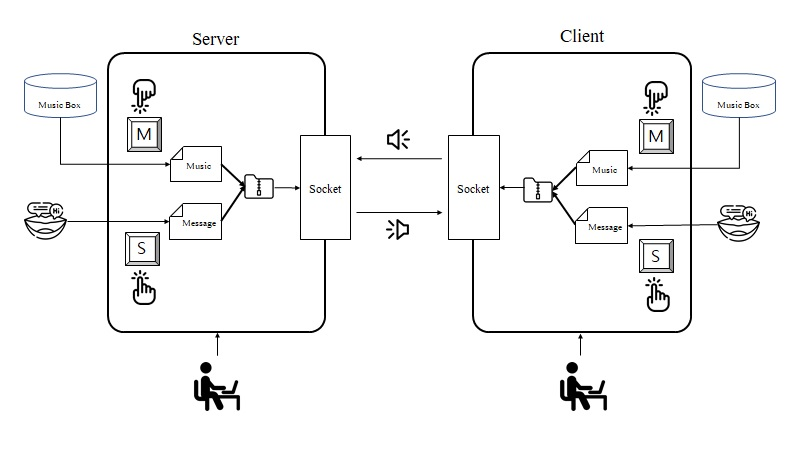 Server
Client
Music Box
M
Music
Socket
Message
Hi
S
Socket
M
Music
Message
S
Music Box
Hi